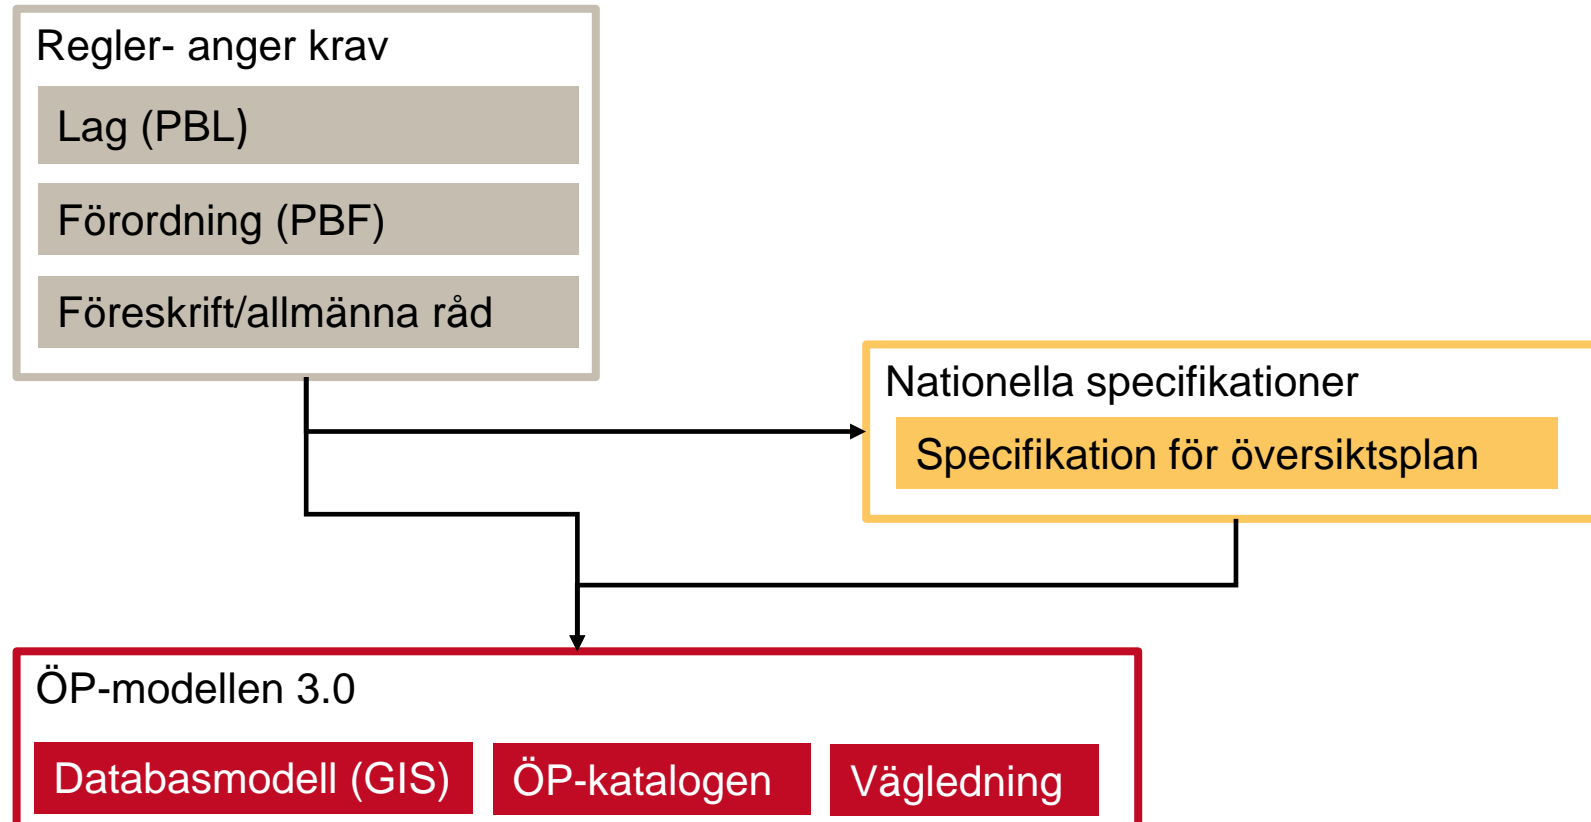 Regler- anger krav
Lag (PBL)
Förordning (PBF)
Föreskrift/allmänna råd
Nationella specifikationer
Specifikation för översiktsplan
ÖP-modellen 3.0
Databasmodell (GIS)
ÖP-katalogen
Vägledning